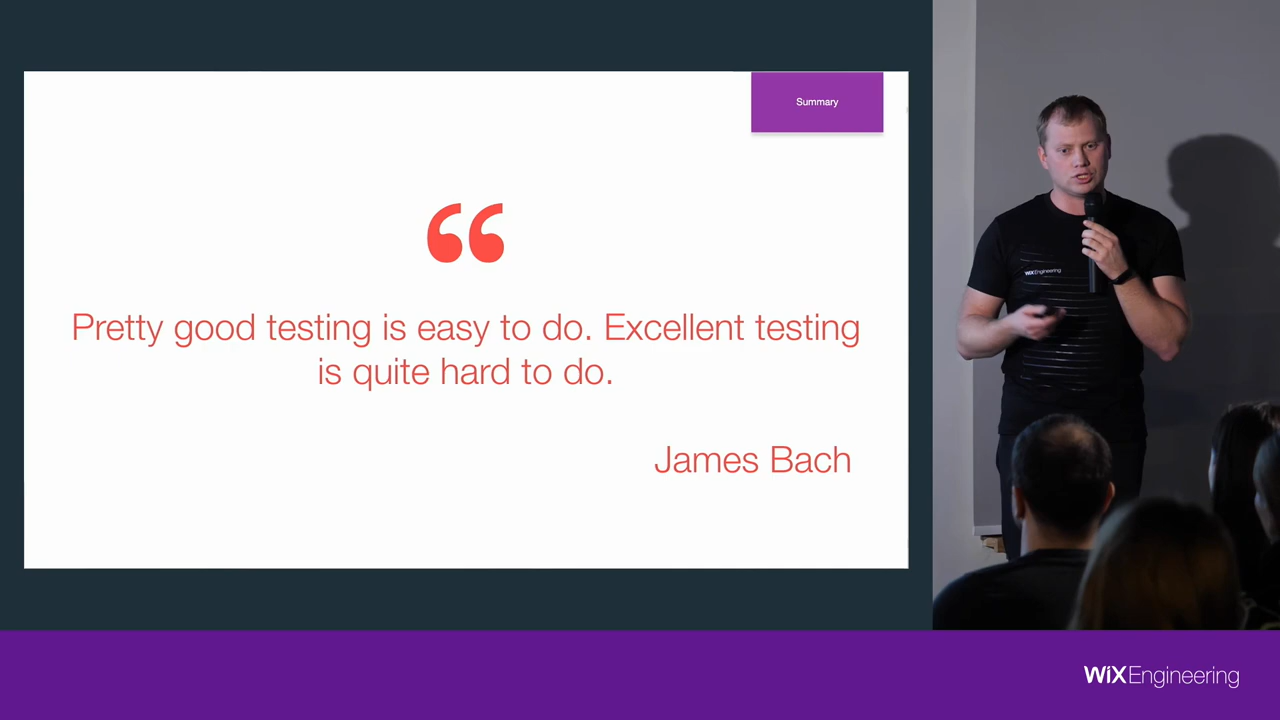 Summary
“
Pretty good testing is easy to do. Excellent testing
is quite hard to do.
James Bach
WiX Engineering
WiXEngineering